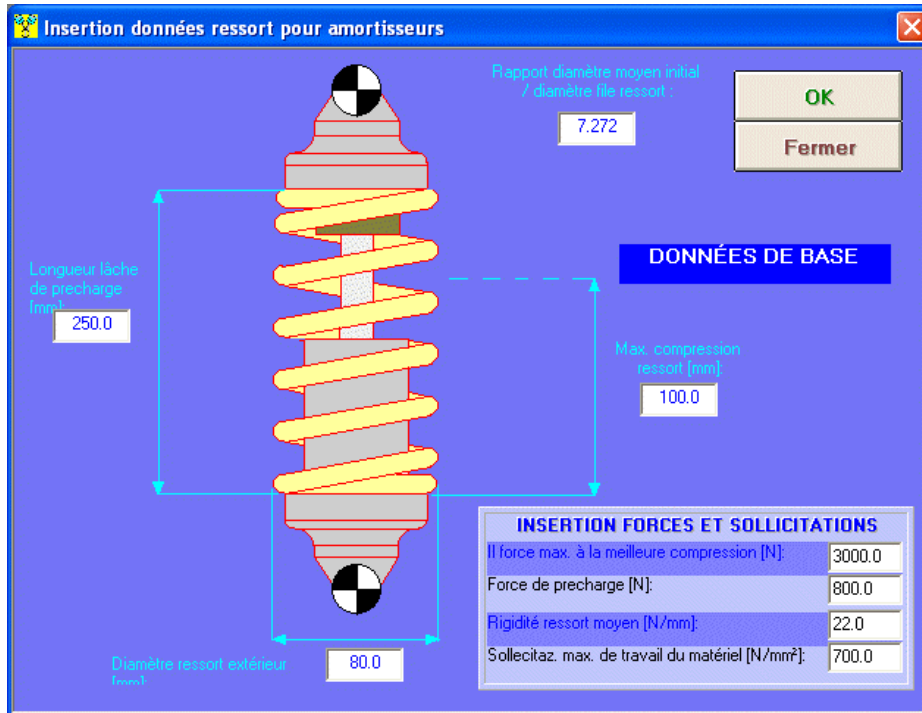 Insertion données ressort pour amortisseurs
Rapport diamètre moyen initial
/ diamètre file ressort :
7.272
OK
Fermer
DONNÉES DE BASE
Longueur lâche
de precharge
[mm]:
250.0
Max. compression
ressort [mm]:
100.0
INSERTION FORCES ET SOLLICITATIONS
Il force max. à la meilleure compression [N]:
3000.0
Force de precharge [N]:
800.0
Rigidité ressort moyen [N/mm]:
22.0
Sollecitaz. max. de travail du matériel [N/mm²]:
700.0
Diamètre ressort extérieur
[mm]:
80.0